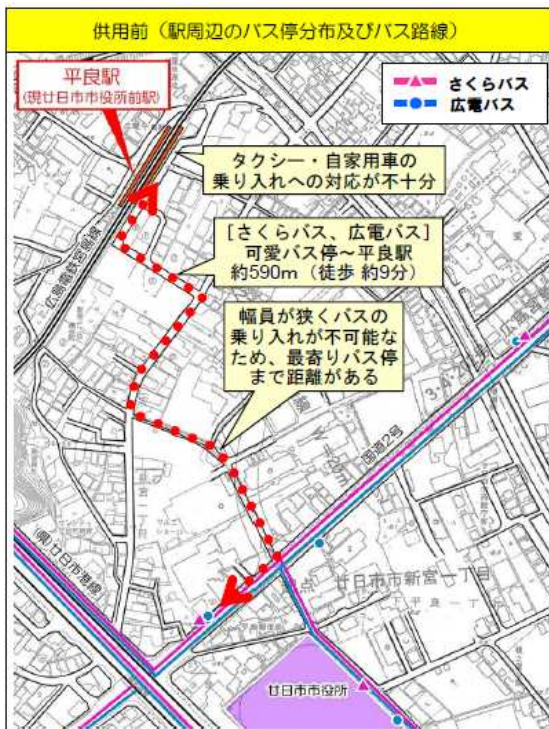 供用前（駅周辺のバス停分布及びバス路線）
平良駅
(現廿日市市役所前駅)
さくらバス
広電バス
タクシー・自家用車の
乗り入れへの対応が不十分
[さくらバス、広電バス]
可愛バス停～平良駅
約590m（徒歩 約9分）
幅員が狭くバスの
乗り入れが不可能な
ため、最寄りバス停
まで距離がある
国道2号
(県)廿日市港線
廿日市市新宮一丁目
廿日市市役所